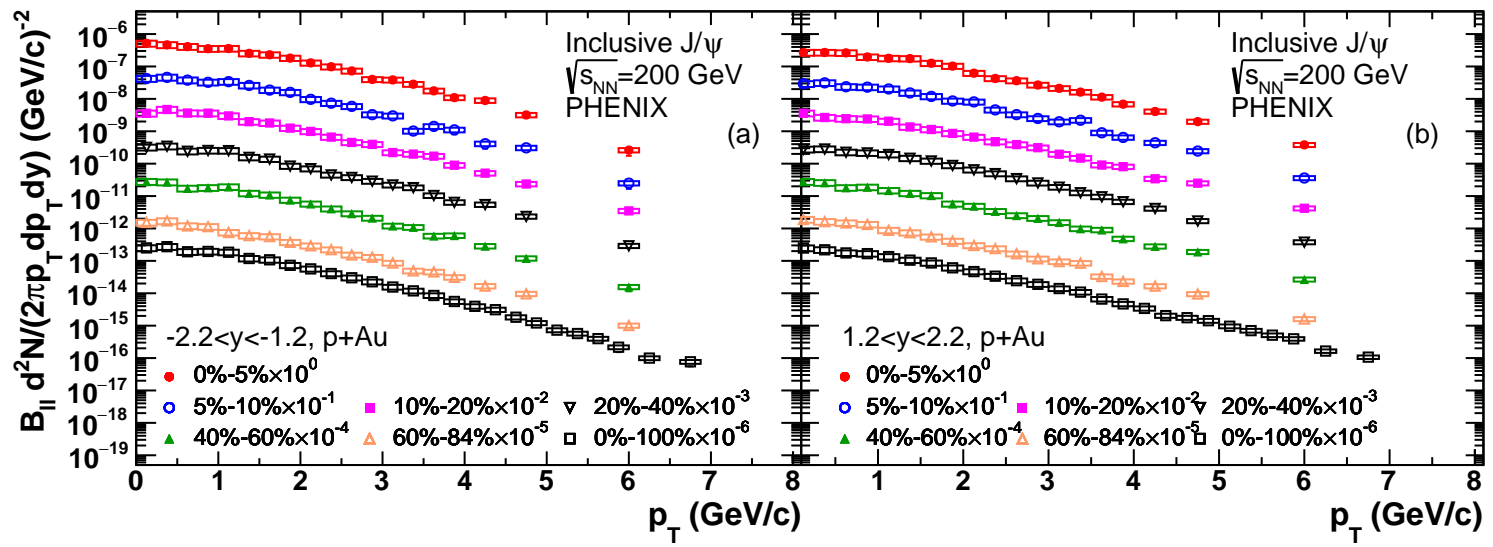 B_ll d²N/(2πp_T dp_T dy) (GeV/c)⁻²
10⁻⁶
10⁻⁷
10⁻⁸
10⁻⁹
10⁻¹⁰
10⁻¹¹
10⁻¹²
10⁻¹³
10⁻¹⁴
10⁻¹⁵
10⁻¹⁶
10⁻¹⁷
10⁻¹⁸
10⁻¹⁹
Inclusive J/ψ
√s_NN=200 GeV
PHENIX
(a)
-2.2<y<-1.2, p+Au
0%-5%×10⁰
5%-10%×10⁻¹ 10%-20%×10⁻² 20%-40%×10⁻³
40%-60%×10⁻⁴ 60%-84%×10⁻⁵ 0%-100%×10⁻⁶
0 1 2 3 4 5 6 7 8
p_T (GeV/c)
Inclusive J/ψ
√s_NN=200 GeV
PHENIX
(b)
1.2<y<2.2, p+Au
0%-5%×10⁰
5%-10%×10⁻¹ 10%-20%×10⁻² 20%-40%×10⁻³
40%-60%×10⁻⁴ 60%-84%×10⁻⁵ 0%-100%×10⁻⁶
1 2 3 4 5 6 7 8
p_T (GeV/c)